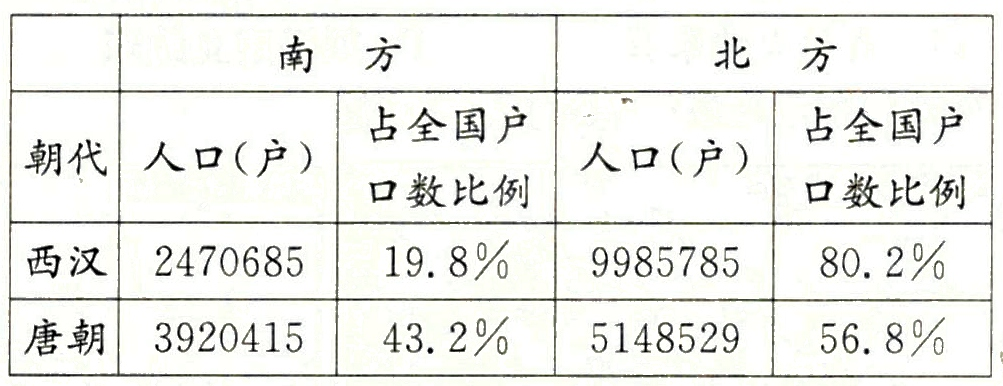 南 方 北 方
朝代 人口(户) 占全国户口数比例 人口(户) 占全国户口数比例
西汉 2470685 19.8% 9985785 80.2%
唐朝 3920415 43.2% 5148529 56.8%